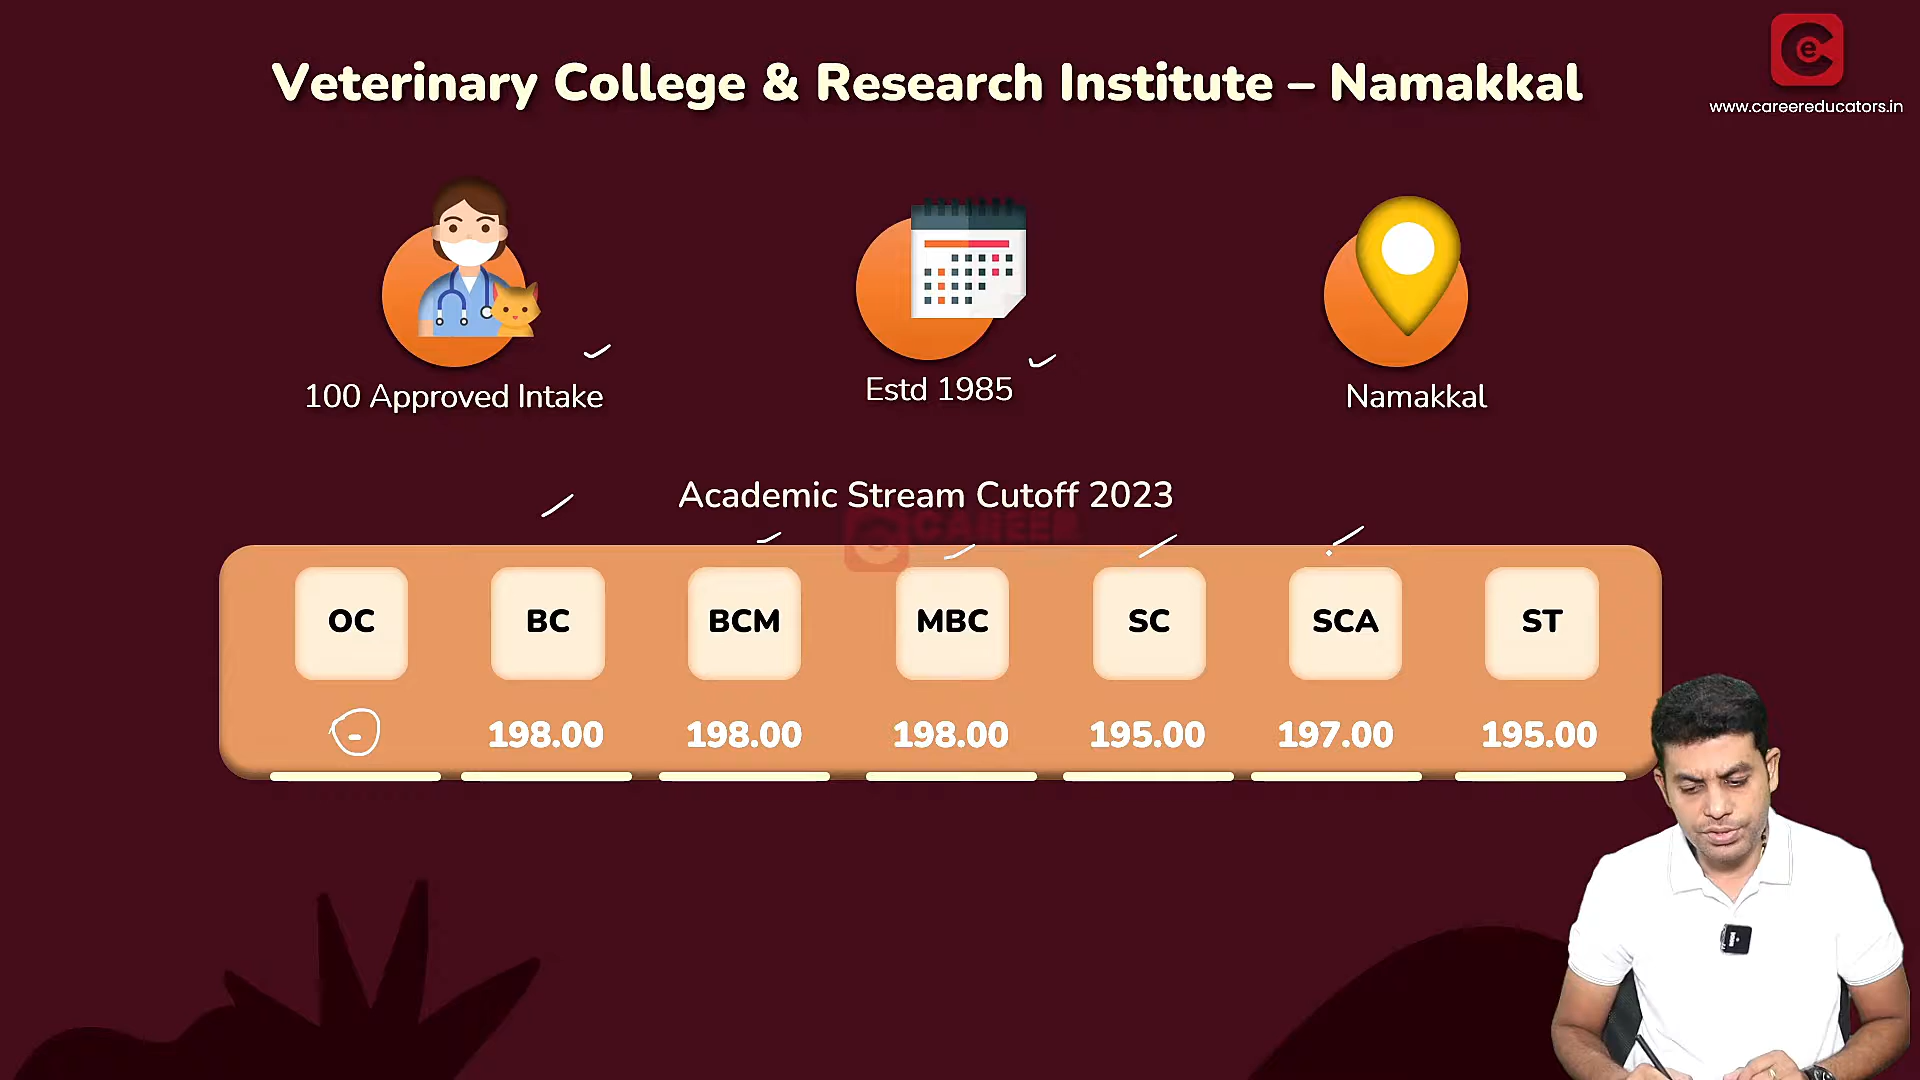 Veterinary College & Research Institute – Namakkal
e
www.careereducators.in
100 Approved Intake
Estd 1985
Namakkal
Academic Stream Cutoff 2023
CAREER
OC BC BCM MBC SC SCA ST
- 198.00 198.00 198.00 195.00 197.00 195.00